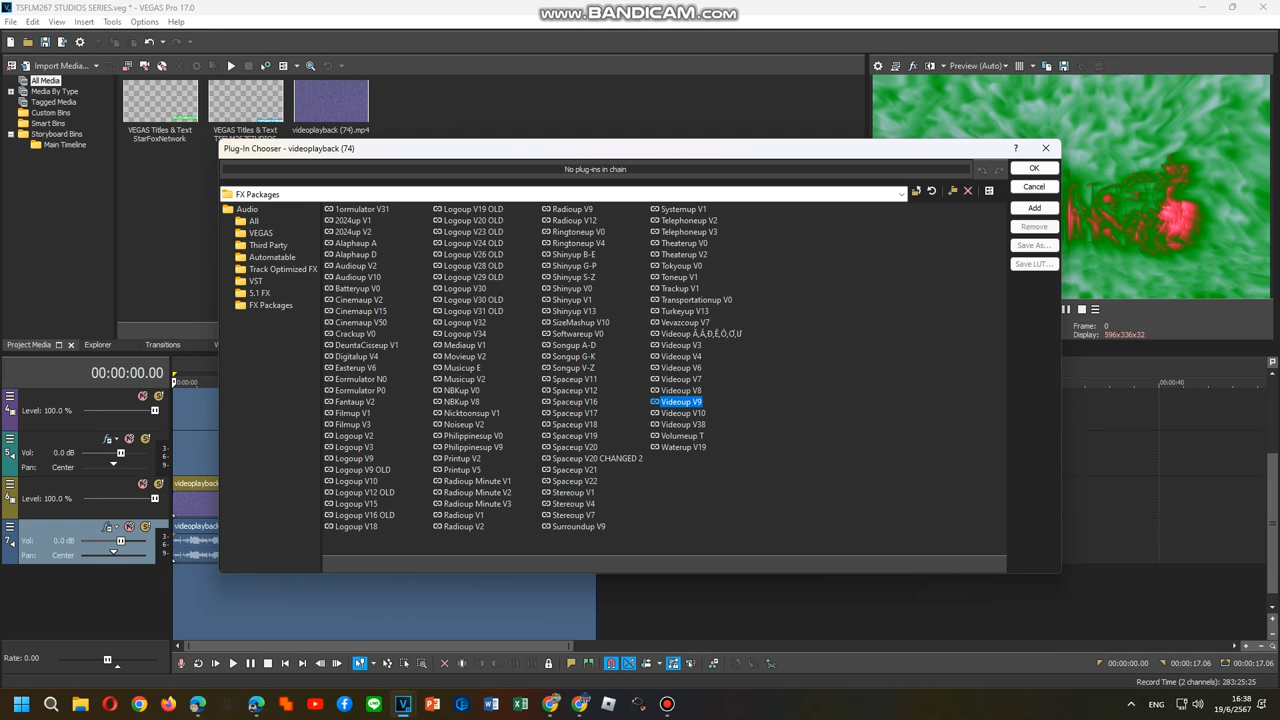 TSFLM267 STUDIOS SERIES.veg * - VEGAS Pro 17.0
www.BANDICAM.com
File Edit View Insert Tools Options Help
Import Media...
Preview (Auto)
All Media
Media By Type
Tagged Media
Custom Bins
Smart Bins
Storyboard Bins
Main Timeline
VEGAS Titles & Text
StarFoxNetwork
VEGAS Titles & Text
videoplayback (74).mp4
Plug-In Chooser - videoplayback (74)
No plug-ins in chain
FX Packages
OK
Cancel
Add
Remove
Save As...
Save LUT...
Audio
All
VEGAS
Third Party
Automatable
Track Optimized FX
VST
5.1 FX
FX Packages
1ormulator V31
2024up V1
2024up V2
Alaphaup A
Alaphaup D
Audioup V2
Audioup V10
Batteryup V0
Cinemaup V2
Cinemaup V15
Cinemaup V50
Crackup V0
DeuntaCisseup V1
Digitalup V4
Easterup V6
Eormulator N0
Eormulator P0
Fantaup V2
Filmup V1
Filmup V3
Logoup V2
Logoup V3
Logoup V9
Logoup V9 OLD
Logoup V10
Logoup V12 OLD
Logoup V15
Logoup V16 OLD
Logoup V18
Logoup V19 OLD
Logoup V20 OLD
Logoup V23 OLD
Logoup V24 OLD
Logoup V26 OLD
Logoup V28 OLD
Logoup V29 OLD
Logoup V30
Logoup V30 OLD
Logoup V31 OLD
Logoup V32
Logoup V34
Mediaup V1
Movieup V2
Musicup E
Musicup V2
NBKup V0
NBKup V8
Nicktoonsup V1
Noiseup V2
Philippinesup V0
Philippinesup V9
Printup V2
Printup V5
Radioup Minute V1
Radioup Minute V2
Radioup Minute V3
Radioup V1
Radioup V2
Radioup V9
Radioup V12
Ringtoneup V0
Ringtoneup V4
Shinyup B-E
Shinyup G-P
Shinyup S-Z
Shinyup V0
Shinyup V1
Shinyup V13
SizeMashup V10
Softwareup V0
Songup A-D
Songup G-K
Songup V-Z
Spaceup V11
Spaceup V12
Spaceup V16
Spaceup V17
Spaceup V18
Spaceup V19
Spaceup V20
Spaceup V20 CHANGED 2
Spaceup V21
Spaceup V22
Stereoup V1
Stereoup V4
Stereoup V7
Surroundup V9
Systemup V1
Telephoneup V2
Telephoneup V3
Theaterup V0
Theaterup V2
Tokyoup V0
Toneup V1
Trackup V1
Transportationup V0
Turkeyup V13
Vevazcoup V7
Videoup Ă,Â,Đ,Ê,Ô,Ơ,Ư
Videoup V3
Videoup V4
Videoup V6
Videoup V7
Videoup V8
Videoup V9
Videoup V10
Videoup V38
Volumeup T
Waterup V19
Frame: 0
Display: 596x336x32
Project Media
Explorer
Transitions
00:00:00.00
0:00:00
00:00:40
4 Level: 100.0 %
5 Vol: 0.0 dB
Pan: Center
6 Level: 100.0 %
7 Vol: 0.0 dB
Pan: Center
videoplayback
videoplayback
Rate: 0.00
00:00:00.00
00:00:17.06
00:00:17.06
Record Time (2 channels): 283:25:25
ENG
16:38
19/6/2567